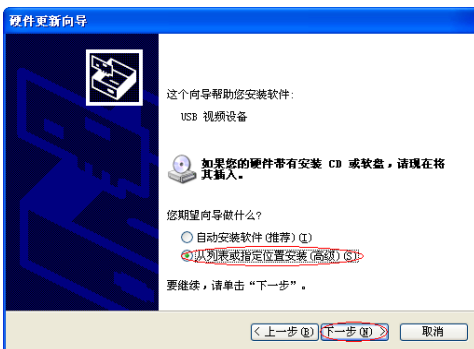 硬件更新向导
这个向导帮助您安装软件:
USB 视频设备
如果您的硬件带有安装 CD 或软盘，请现在将
其插入。
您期望向导做什么?
自动安装软件(推荐)(I)
从列表或指定位置安装(高级)(S)
要继续，请单击“下一步”。
<上一步(B) 下一步(N)> 取消